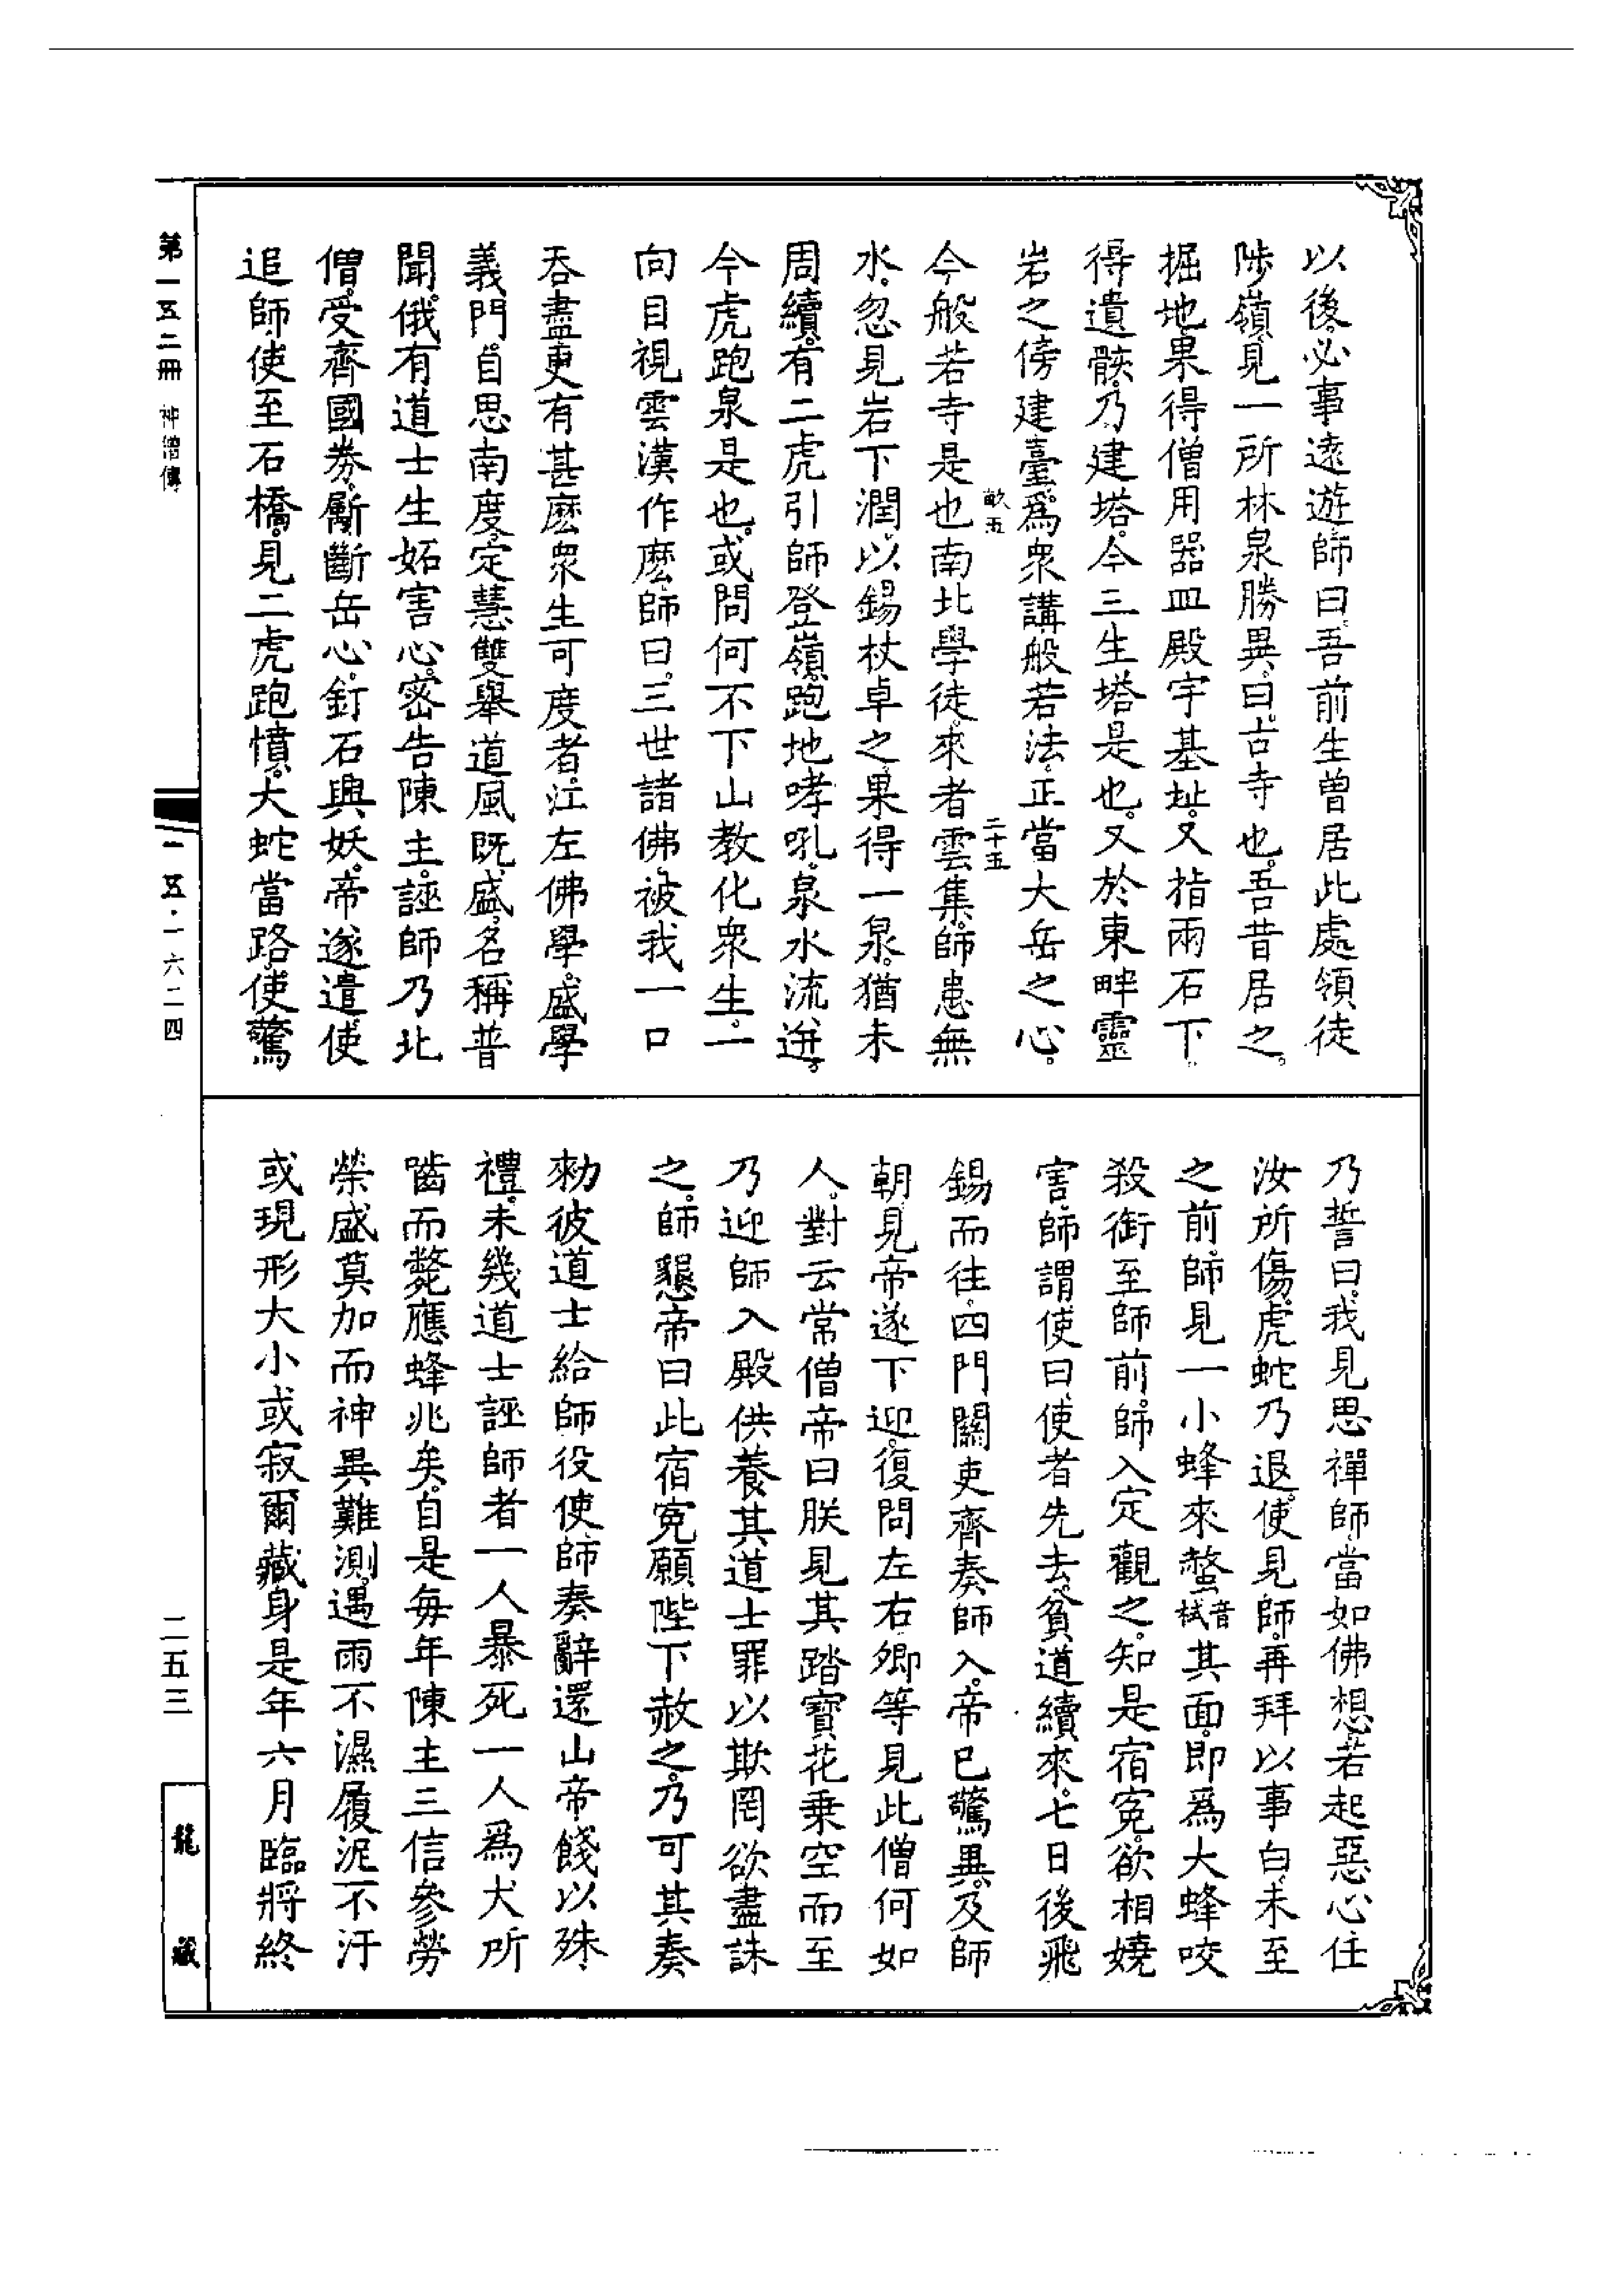 以後。必事遠遊。師曰。吾前生曾居此處領徒
陟嶺。見一所林泉勝異。曰。古寺也。吾昔居之。
掘地。果得僧用器皿殿宇基址。又指兩石下。
得遺骸。乃建塔。今三生塔是也。又於東畔靈
岩之傍建臺。爲衆講般若法。正當大岳之心。
今般若寺是也南北學徒。來者雲集。師患無
水。忽見岩下潤。以錫杖卓之。果得一泉。猶未
周續。有二虎引師登嶺。跑地哮吼。泉水流迸。
今虎跑泉是也。或問何不下山教化衆生。一
向目視雲漢作麽。師曰。三世諸佛。被我一口
吞盡。更有甚麽衆生可度者。江左佛學。盛學
義門。自思南度。定慧雙舉道風既盛。名稱普
聞。俄有道士生妬害心。密告陳主。誣師乃北
僧。受齊國券。斸斷岳心。釘石興妖。帝遂遣使
追師。使至石橋。見二虎跑憤。大蛇當路。使驚
畝五
二十五
乃誓曰。我見思禪師。當如佛想。若起惡心任
汝所傷。虎蛇乃退。使見師。再拜以事白。未至
之前。師見一小蜂來螫音栻其面。即爲大蜂咬
殺銜至師前。師入定觀之。知是宿寃。欲相嬈
害。師謂使曰。使者先去。貧道續來。七日後飛
錫而往。四門關吏齊奏師入。帝已驚異。及師
朝見。帝遂下迎。復問左右卿等見此僧何如
人。對云常僧帝曰朕見其踏寶花乗空而至
乃迎師入殿供養其道士罪以欺罔欲盡誅
之。師懇帝曰此宿寃願陛下赦之。乃可其奏
勑彼道士給師役使。師奏辭還山帝餞以殊
禮。未幾道士誣師者一人暴死一人爲犬所
嚙而斃應蜂兆矣。自是每年陳主三信參勞
榮盛莫加而神異難測。遇雨不濕履泥不汙
或現形大小或寂爾藏身是年六月臨將終
第一五二冊 神僧傳
一一五·一六二四
二五三
龍藏